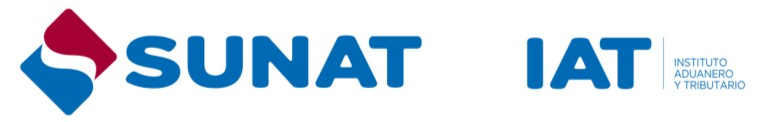 SUNAT
IAT
INSTITUTO
ADUANERO
Y TRIBUTARIO